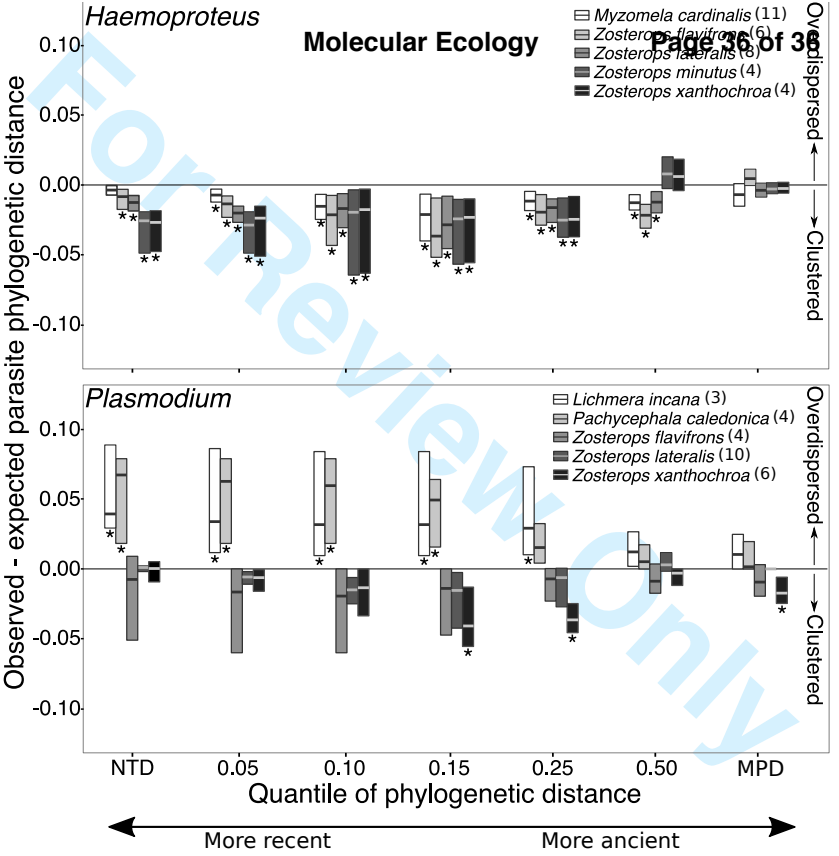 Haemoproteus
Molecular Ecology
Page 36 of 36
Myzomela cardinalis (11)
Zosterops flavifrons (6)
Zosterops lateralis (8)
Zosterops minutus (4)
Zosterops xanthochroa (4)
Observed - expected parasite phylogenetic distance
0.10
0.05
0.00
-0.05
-0.10
* * * *
* * * * *
* * * * *
* * * * *
* * * * *
* * *
Overdispersed
Clustered
Plasmodium
Lichmera incana (3)
Pachycephala caledonica (4)
Zosterops flavifrons (4)
Zosterops lateralis (10)
Zosterops xanthochroa (6)
0.10
0.05
0.00
-0.05
-0.10
* *
* *
* *
* * *
* *
*
Overdispersed
Clustered
NTD 0.05 0.10 0.15 0.25 0.50 MPD
Quantile of phylogenetic distance
More recent More ancient
For Review Only